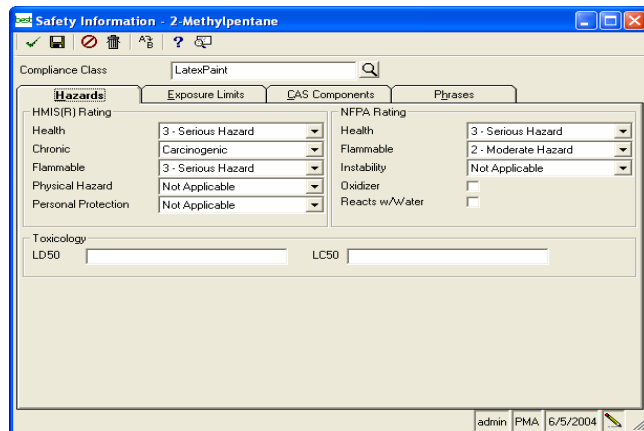 best Safety Information - 2-Methylpentane
A B ?
Compliance Class LatexPaint
Hazards Exposure Limits CAS Components Phrases
HMIS(R) Rating NFPA Rating
Health 3 - Serious Hazard Health 3 - Serious Hazard
Chronic Carcinogenic Flammable 2 - Moderate Hazard
Flammable 3 - Serious Hazard Instability Not Applicable
Physical Hazard Not Applicable Oxidizer
Personal Protection Not Applicable Reacts w/Water
Toxicology
LD50 LC50
admin PMA 6/5/2004